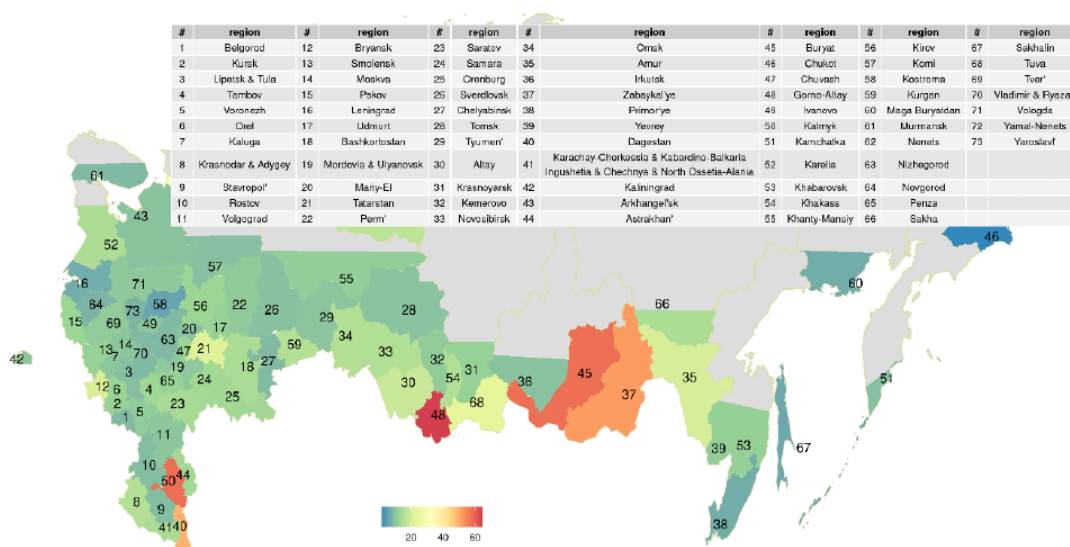 # region # region # region # region # region # region # region
1 Belgorod 12 Bryansk 23 Saratov 34 Omsk 45 Buryat 56 Kirov 67 Sakhalin
2 Kursk 13 Smolensk 24 Samara 35 Amur 46 Chukot 57 Komi 68 Tuva
3 Lipetsk & Tula 14 Moskva 25 Orenburg 36 Irkutsk 47 Chuvash 58 Kostroma 69 Tver'
4 Tambov 15 Pskov 26 Sverdlovsk 37 Zabaykal'ye 48 Gorno-Altay 59 Kurgan 70 Vladimir & Ryaza
5 Voronezh 16 Leningrad 27 Chelyabinsk 38 Primor'ye 49 Ivanovo 60 Maga Buryatdan 71 Vologda
6 Orel 17 Udmurt 28 Tomsk 39 Yevrey 50 Kalmyk 61 Murmansk 72 Yamal-Nenets
7 Kaluga 18 Bashkortostan 29 Tyumen' 40 Dagestan 51 Kamchatka 62 Nenets 73 Yaroslavl'
8 Krasnodar & Adygey 19 Mordovia & Ulyanovsk 30 Altay 41 Karachay-Cherkessia & Kabardino-Balkaria 52 Karelia 63 Nizhegorod
Ingushetia & Chechnya & North Ossetia-Alania
9 Stavropol' 20 Mariy-El 31 Krasnoyarsk 42 Kaliningrad 53 Khabarovsk 64 Novgorod
10 Rostov 21 Tatarstan 32 Kemerovo 43 Arkhangel'sk 54 Khakass 65 Penza
11 Volgograd 22 Perm' 33 Novosibirsk 44 Astrakhan' 55 Khanty-Mansiy 66 Sakha
61
43
46
52
57
16 71 55 60
64 58 56 22 26 28 66
73
15 69 49 20 17 29
14 63 34
42 13 7 70 47 21 59 33 32
3 19 18 27 31 36 45 35 51
12 6 4 65 24 30 54 37
2 5 23 25 68
1 48
11 39 53 67
10
50 44
8 9
41 40 38
20 40 60